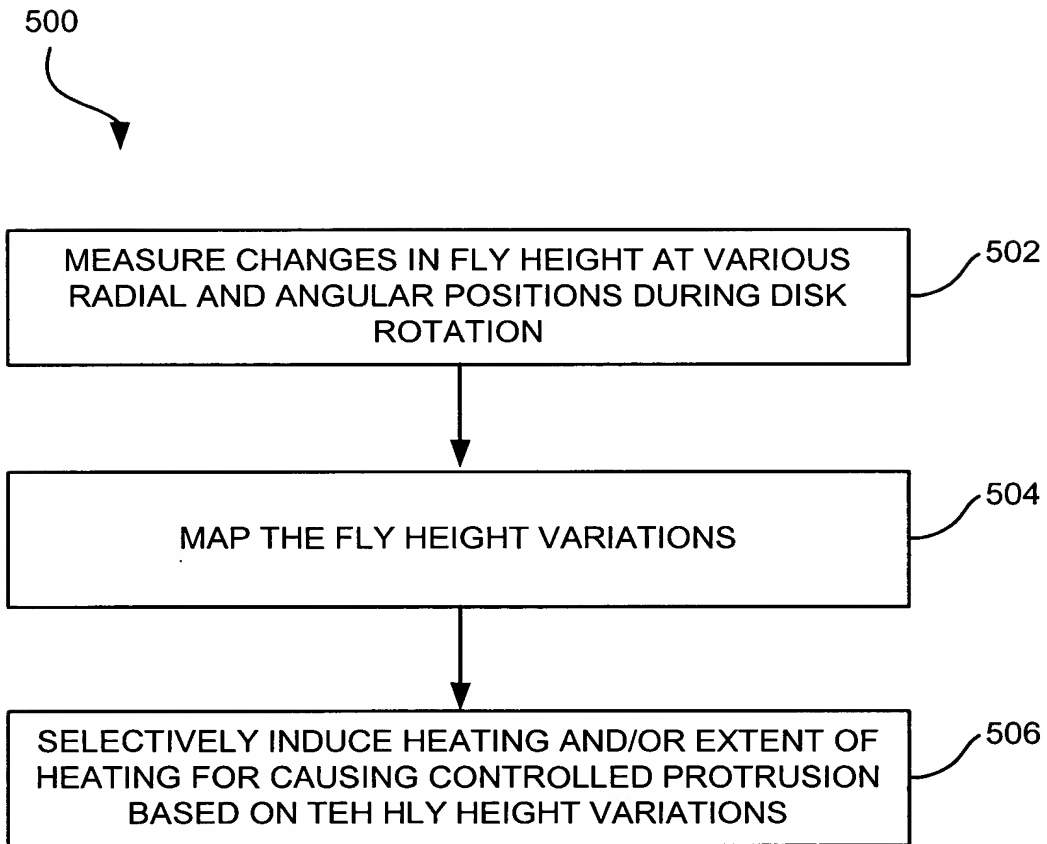 500
MEASURE CHANGES IN FLY HEIGHT AT VARIOUS
RADIAL AND ANGULAR POSITIONS DURING DISK
ROTATION
502
MAP THE FLY HEIGHT VARIATIONS
504
SELECTIVELY INDUCE HEATING AND/OR EXTENT OF
HEATING FOR CAUSING CONTROLLED PROTRUSION
BASED ON TEH HLY HEIGHT VARIATIONS
506